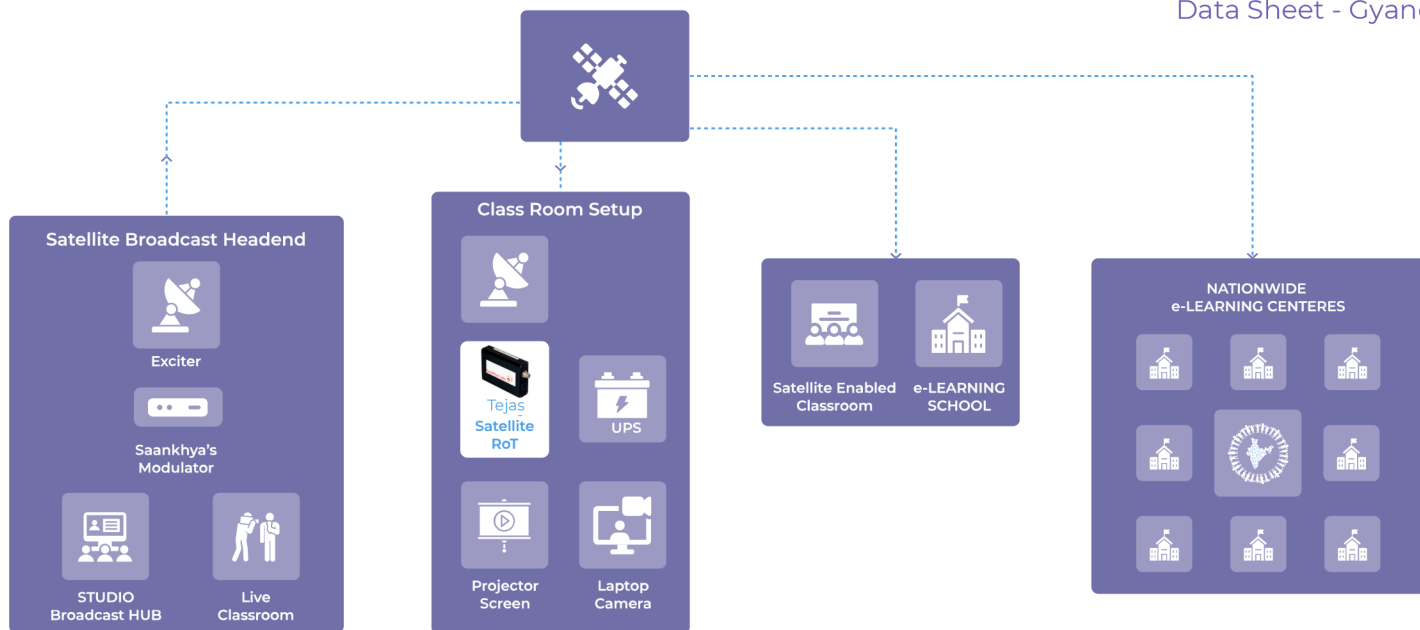 Data Sheet - Gyan
Satellite Broadcast Headend
Exciter
Saankhya's
Modulator
STUDIO
Broadcast HUB
Live
Classroom
Class Room Setup
Tejas
Satellite
RoT
UPS
Projector
Screen
Laptop
Camera
Satellite Enabled
Classroom
e-LEARNING
SCHOOL
NATIONWIDE
e-LEARNING CENTERES